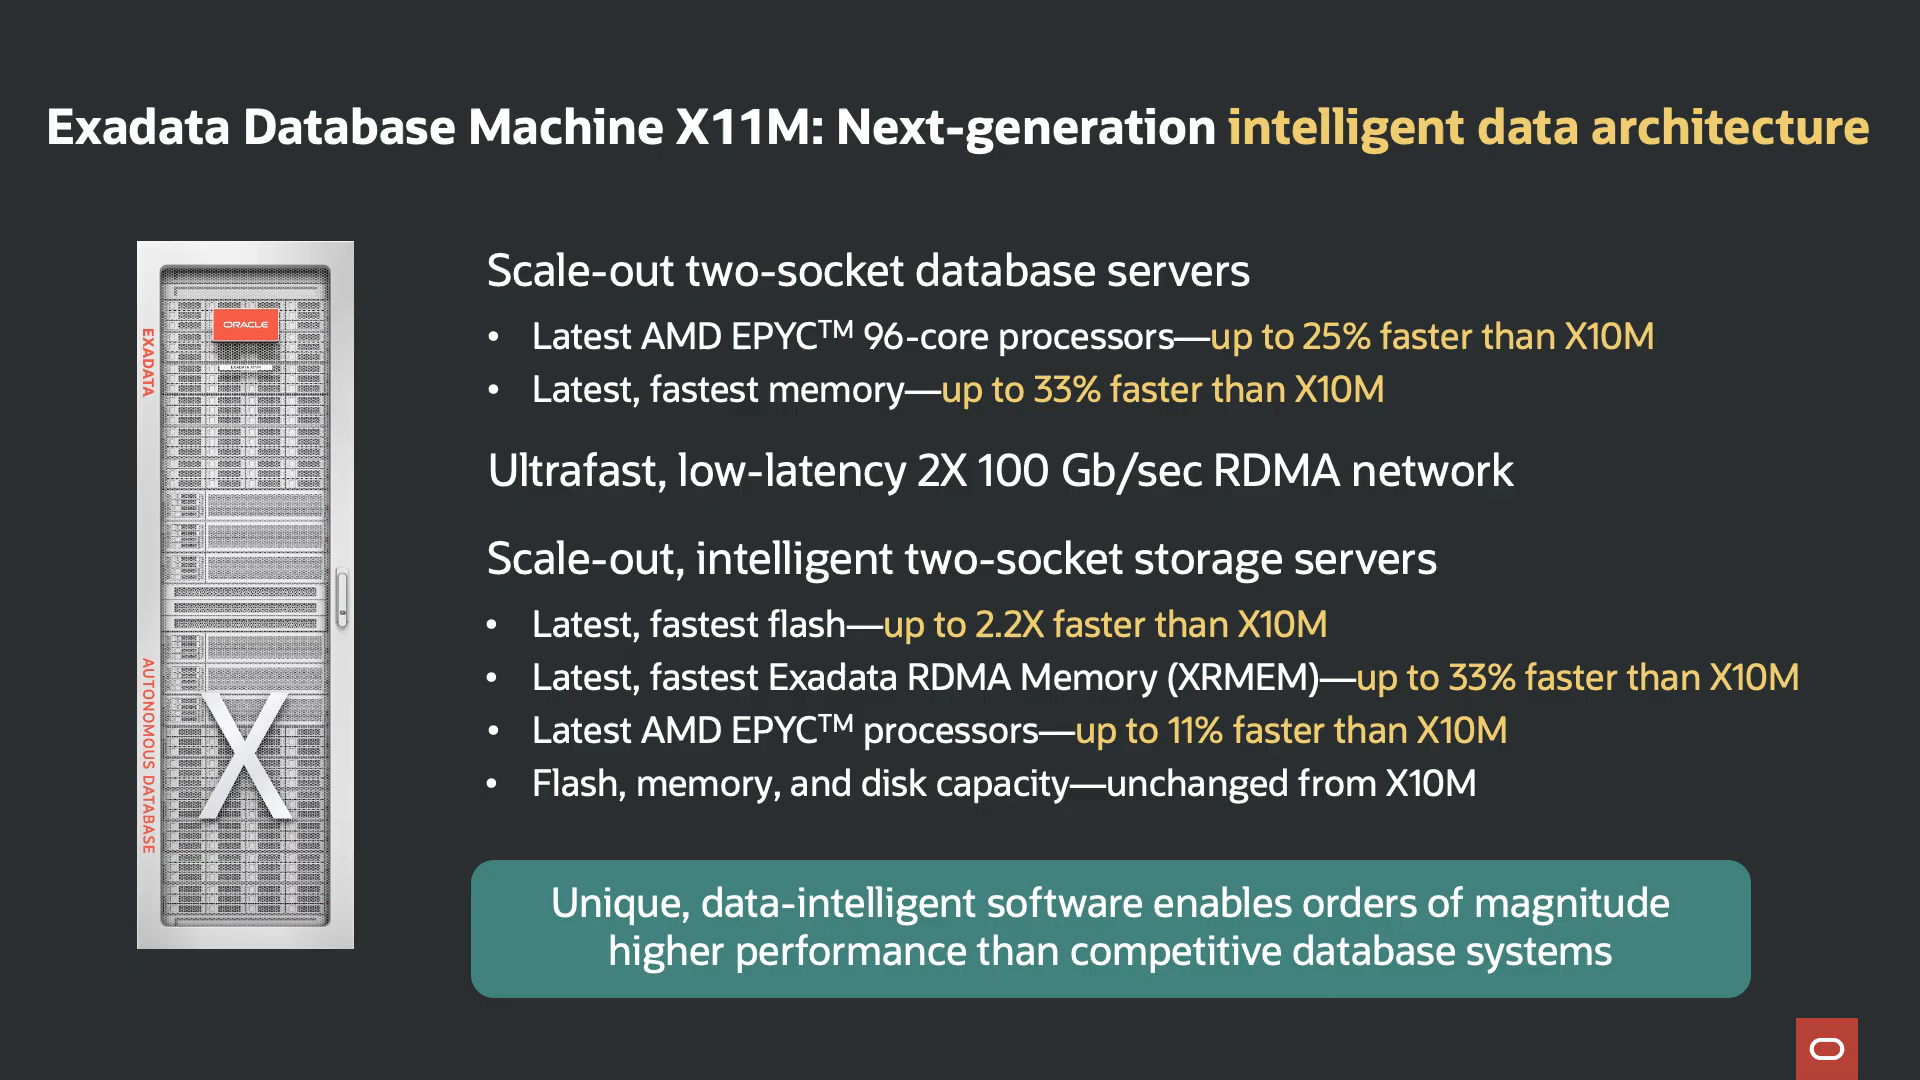 Exadata Database Machine X11M: Next-generation intelligent data architecture
ORACLE
EXADATA X11M
EXADATA
AUTONOMOUS DATABASE
X
Scale-out two-socket database servers
• Latest AMD EPYC™ 96-core processors—up to 25% faster than X10M
• Latest, fastest memory—up to 33% faster than X10M
Ultrafast, low-latency 2X 100 Gb/sec RDMA network
Scale-out, intelligent two-socket storage servers
• Latest, fastest flash—up to 2.2X faster than X10M
• Latest, fastest Exadata RDMA Memory (XRMEM)—up to 33% faster than X10M
• Latest AMD EPYC™ processors—up to 11% faster than X10M
• Flash, memory, and disk capacity—unchanged from X10M
Unique, data-intelligent software enables orders of magnitude
higher performance than competitive database systems